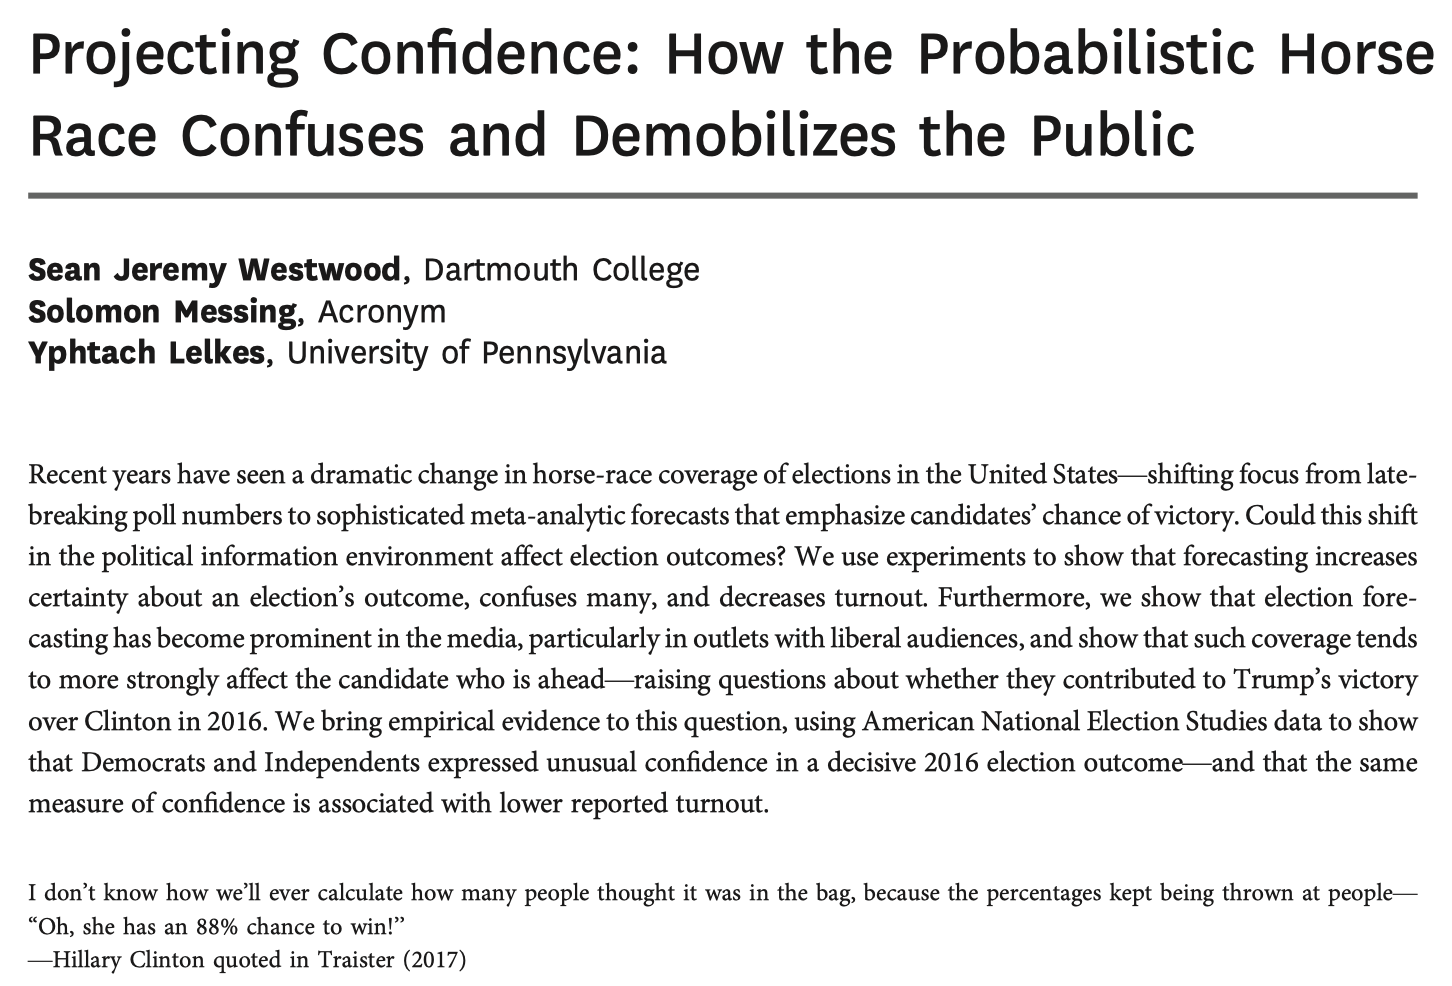 Projecting Confidence: How the Probabilistic Horse
Race Confuses and Demobilizes the Public
Sean Jeremy Westwood, Dartmouth College
Solomon Messing, Acronym
Yphtach Lelkes, University of Pennsylvania
Recent years have seen a dramatic change in horse-race coverage of elections in the United States—shifting focus from late-
breaking poll numbers to sophisticated meta-analytic forecasts that emphasize candidates’ chance of victory. Could this shift
in the political information environment affect election outcomes? We use experiments to show that forecasting increases
certainty about an election’s outcome, confuses many, and decreases turnout. Furthermore, we show that election fore-
casting has become prominent in the media, particularly in outlets with liberal audiences, and show that such coverage tends
to more strongly affect the candidate who is ahead—raising questions about whether they contributed to Trump’s victory
over Clinton in 2016. We bring empirical evidence to this question, using American National Election Studies data to show
that Democrats and Independents expressed unusual confidence in a decisive 2016 election outcome—and that the same
measure of confidence is associated with lower reported turnout.
I don’t know how we’ll ever calculate how many people thought it was in the bag, because the percentages kept being thrown at people—
“Oh, she has an 88% chance to win!”
—Hillary Clinton quoted in Traister (2017)